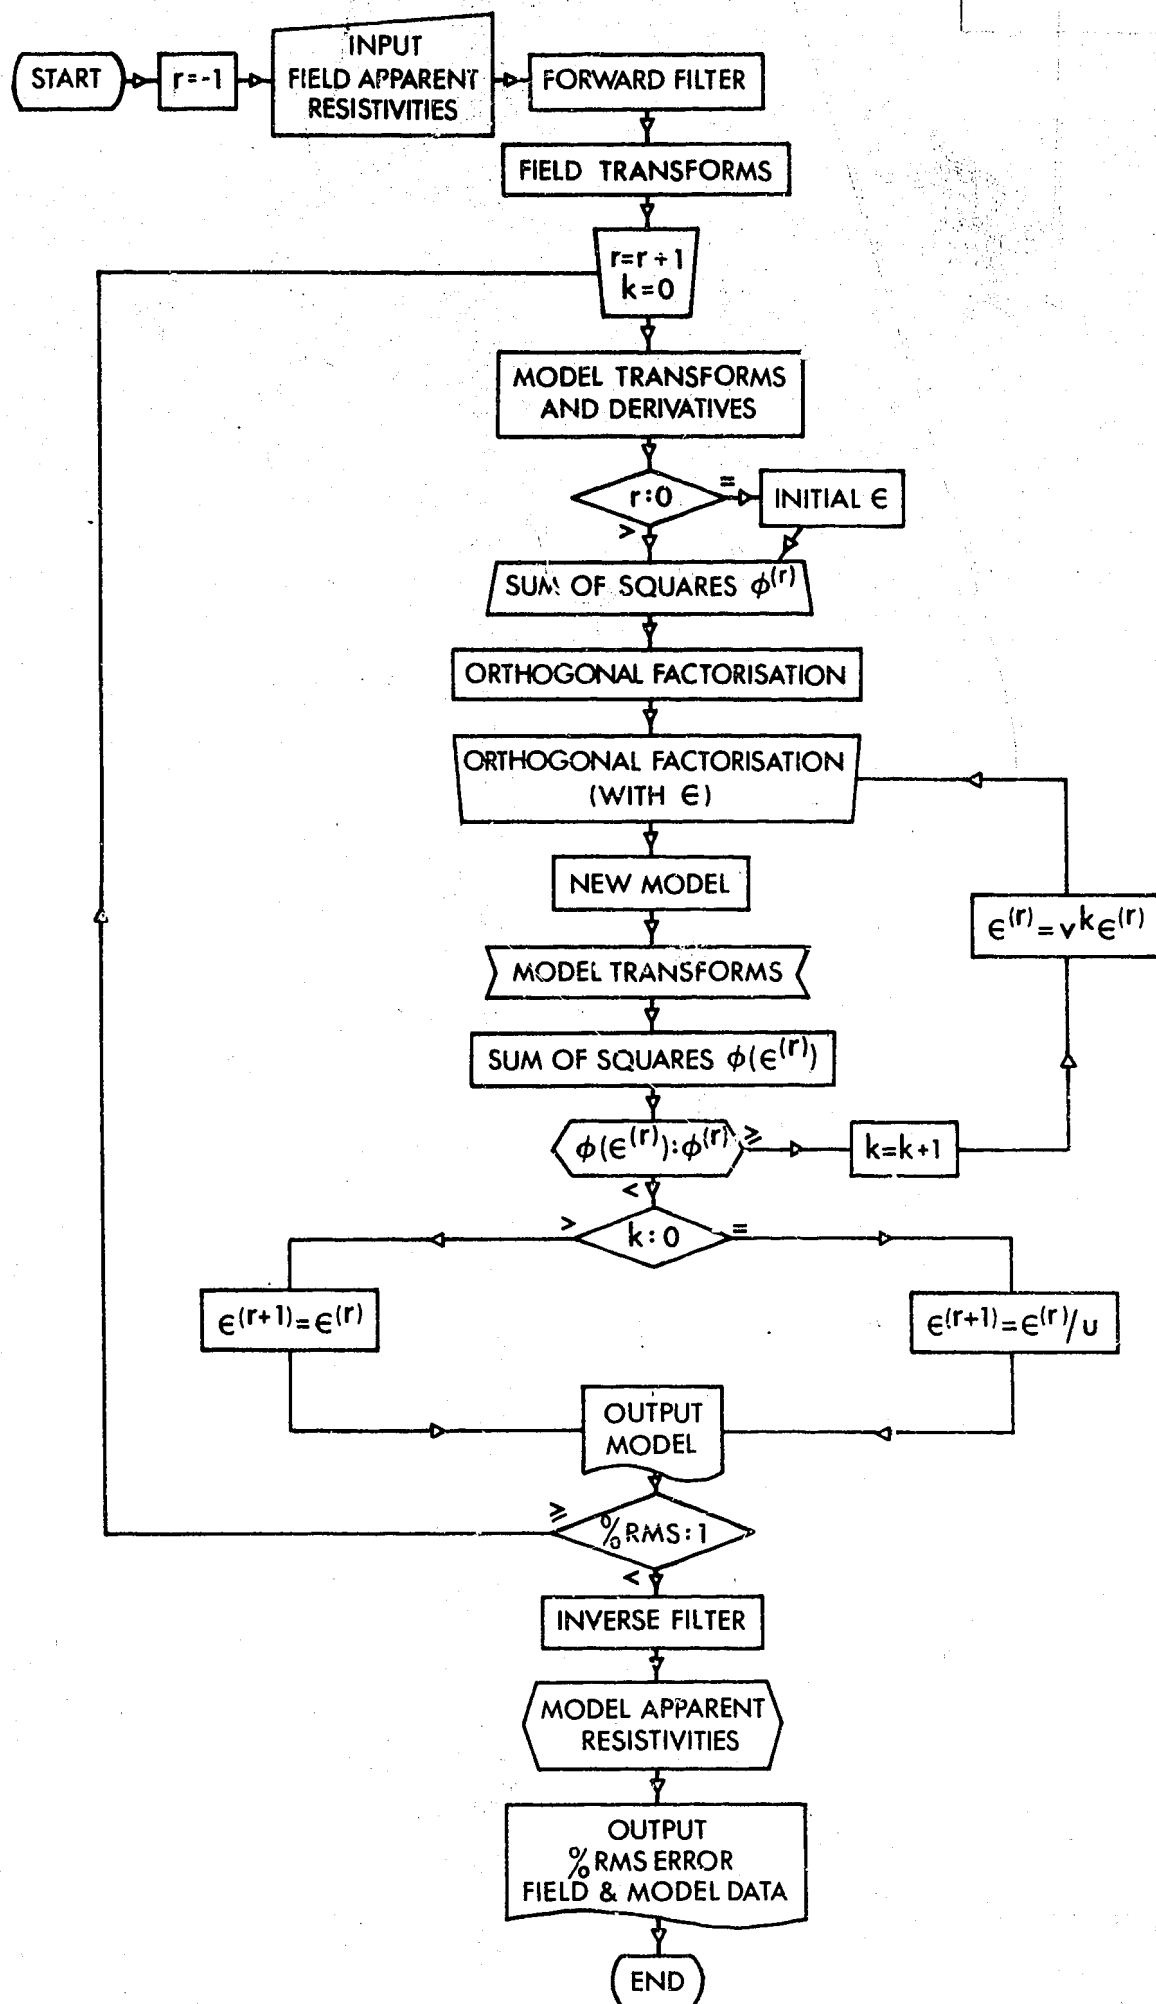 START
r=-1
INPUT
FIELD APPARENT
RESISTIVITIES
FORWARD FILTER
FIELD TRANSFORMS
r=r+1
k=0
MODEL TRANSFORMS
AND DERIVATIVES
r:0
=
INITIAL ϵ
>
SUM OF SQUARES ϕ^(r)
ORTHOGONAL FACTORISATION
ORTHOGONAL FACTORISATION
(WITH ϵ)
NEW MODEL
ϵ^(r)=v^k ϵ^(r)
MODEL TRANSFORMS
SUM OF SQUARES ϕ(ϵ^(r))
ϕ(ϵ^(r)):ϕ^(r)
≥
k=k+1
<
>
k:0
=
ϵ^(r+1)=ϵ^(r)
ϵ^(r+1)=ϵ^(r)/u
OUTPUT
MODEL
≥
%RMS:1
<
INVERSE FILTER
MODEL APPARENT
RESISTIVITIES
OUTPUT
% RMS ERROR
FIELD & MODEL DATA
END